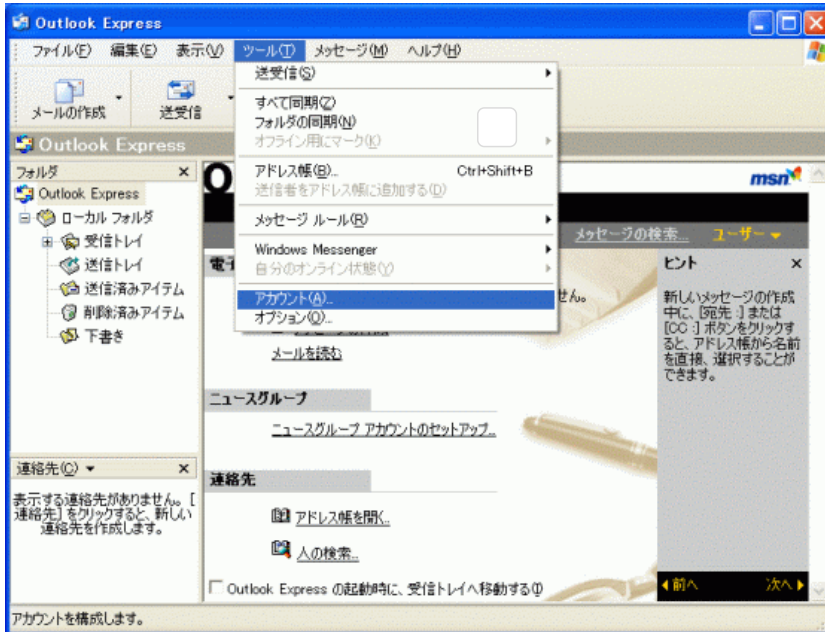 Outlook Express
ファイル(F) 編集(E) 表示(V) ツール(T) メッセージ(M) ヘルプ(H)
メールの作成 送受信
送受信(S)
すべて同期(Z)
フォルダの同期(N)
オフライン用にマーク(K)
アドレス帳(B)... Ctrl+Shift+B
送信者をアドレス帳に追加する(D)
メッセージ ルール(R)
Windows Messenger
自分のオンライン状態(Y)
アカウント(A)...
オプション(O)...
Outlook Express
フォルダ
Outlook Express
ローカル フォルダ
受信トレイ
送信トレイ
送信済みアイテム
削除済みアイテム
下書き
連絡先(C)
表示する連絡先がありません。[
連絡先] をクリックすると、新しい
連絡先を作成します。
msn
メッセージの検索... ユーザー
せん。
メールを読む
ニュースグループ
ニュースグループ アカウントのセットアップ...
連絡先
アドレス帳を開く...
人の検索...
Outlook Express の起動時に、受信トレイへ移動する(I)
ヒント
新しいメッセージの作成
中に、[宛先 :] または
[CC :] ボタンをクリックす
ると、アドレス帳から名前
を直接、選択することが
できます。
前へ 次へ
アカウントを構成します。